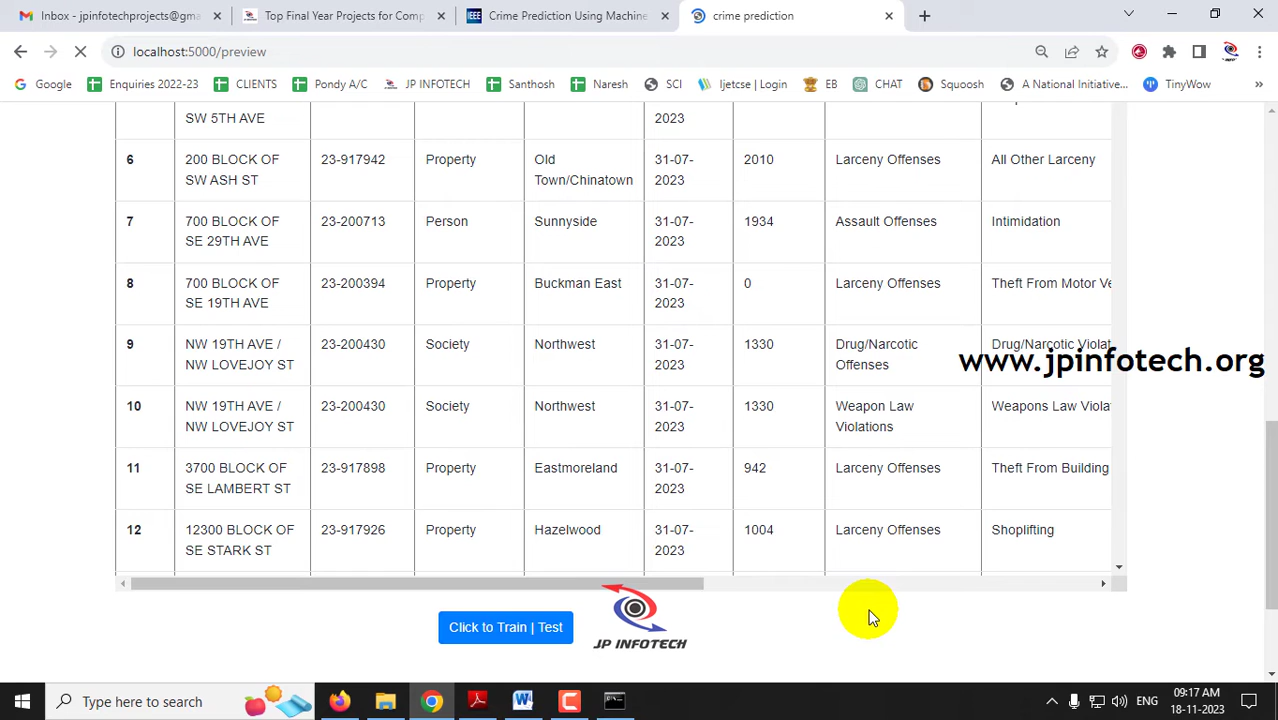 Inbox - jpinfotechprojects@gma
Top Final Year Projects for Comp
Crime Prediction Using Machine
crime prediction
localhost:5000/preview
Google
Enquiries 2022-23
CLIENTS
Pondy A/C
JP INFOTECH
Santhosh
Naresh
SCI
Ijetcse | Login
EB
CHAT
Squoosh
A National Initiative...
TinyWow
»
SW 5TH AVE 2023
6 200 BLOCK OF 23-917942 Property Old 31-07- 2010 Larceny Offenses All Other Larceny
SW ASH ST Town/Chinatown 2023
7 700 BLOCK OF 23-200713 Person Sunnyside 31-07- 1934 Assault Offenses Intimidation
SE 29TH AVE 2023
8 700 BLOCK OF 23-200394 Property Buckman East 31-07- 0 Larceny Offenses Theft From Motor Ve
SE 19TH AVE 2023
9 NW 19TH AVE / 23-200430 Society Northwest 31-07- 1330 Drug/Narcotic Drug/Narcotic Violat
NW LOVEJOY ST 2023 Offenses
www.jpinfotech.org
10 NW 19TH AVE / 23-200430 Society Northwest 31-07- 1330 Weapon Law Weapons Law Viola
NW LOVEJOY ST 2023 Violations
11 3700 BLOCK OF 23-917898 Property Eastmoreland 31-07- 942 Larceny Offenses Theft From Building
SE LAMBERT ST 2023
12 12300 BLOCK OF 23-917926 Property Hazelwood 31-07- 1004 Larceny Offenses Shoplifting
SE STARK ST 2023
Click to Train | Test
JP INFOTECH
Type here to search
ENG
09:17 AM
18-11-2023